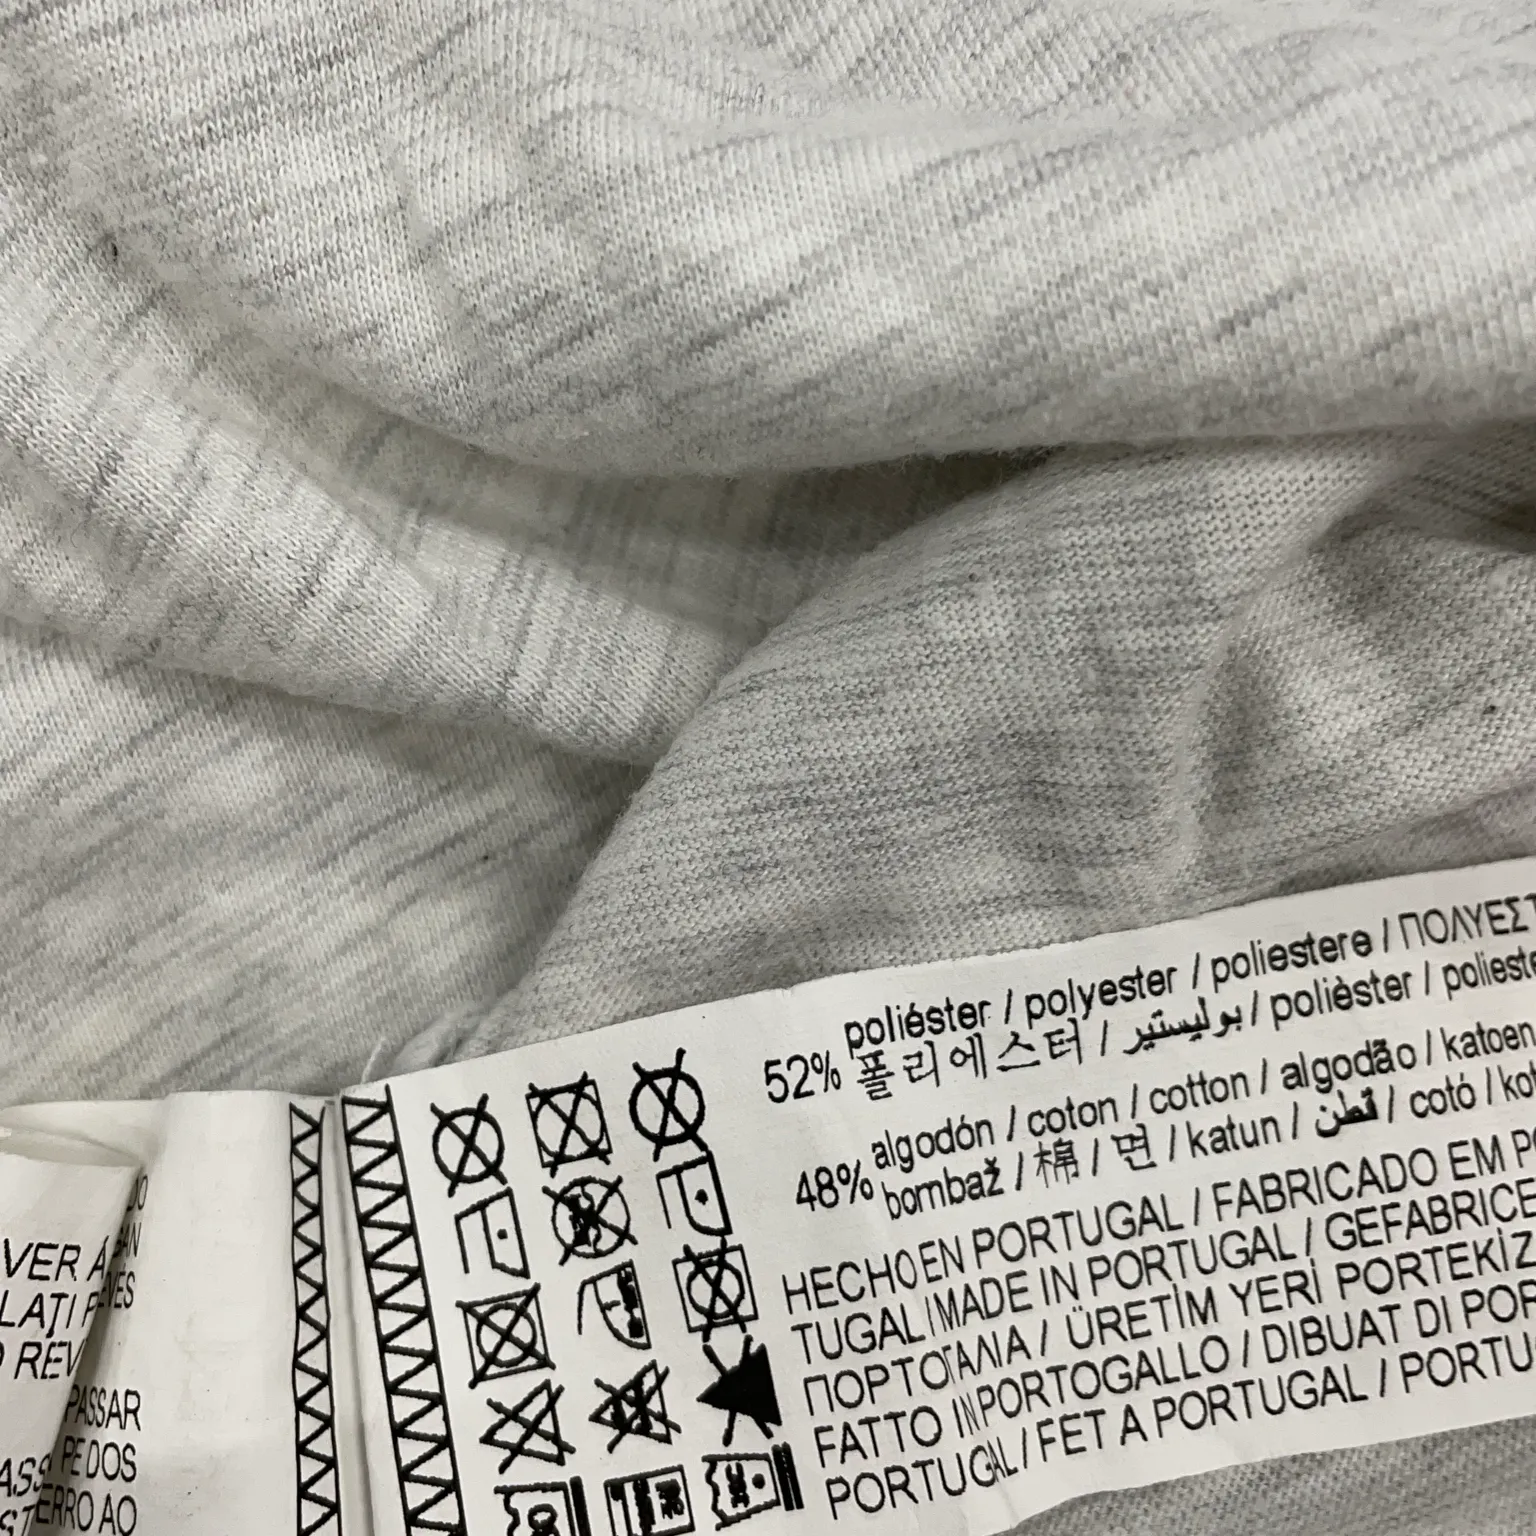 VER Á
LAȚI P
REV
PASSAR
PE DOS
ERRO AO
52% poliéster / polyester / poliestere / ΠΟΛΥΕΣΤ
폴리에스터 / بوليستير / polièster / polieste
48% algodón / coton / cotton / algodão / katoen
bombaž / 棉 / 면 / katun / قطن / cotó / kot
HECHO EN PORTUGAL / FABRICADO EM PO
TUGAL / MADE IN PORTUGAL / GEFABRICE
ΠΟΡΤΟΓΑΛΙΑ / ÜRETİM YERİ PORTEKİZ
FATTO IN PORTOGALLO / DIBUAT DI POR
PORTUGAL / FET A PORTUGAL / PORTU